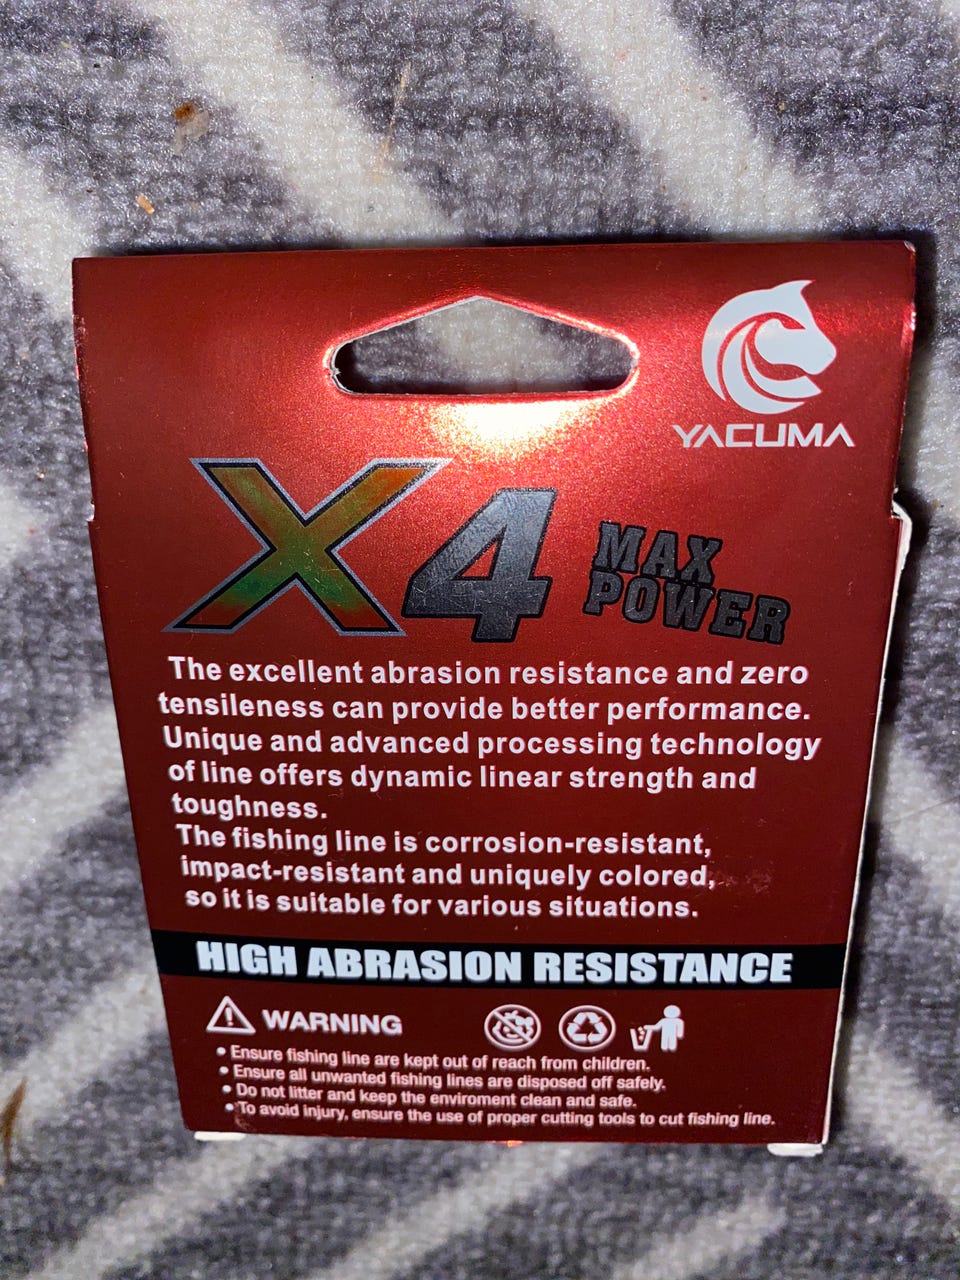 YACUMA
X4 MAX
POWER
The excellent abrasion resistance and zero
tensileness can provide better performance.
Unique and advanced processing technology
of line offers dynamic linear strength and
toughness.
The fishing line is corrosion-resistant,
impact-resistant and uniquely colored,
so it is suitable for various situations.
HIGH ABRASION RESISTANCE
WARNING
• Ensure fishing line are kept out of reach from children.
• Ensure all unwanted fishing lines are disposed off safely.
• Do not litter and keep the enviroment clean and safe.
• To avoid injury, ensure the use of proper cutting tools to cut fishing line.